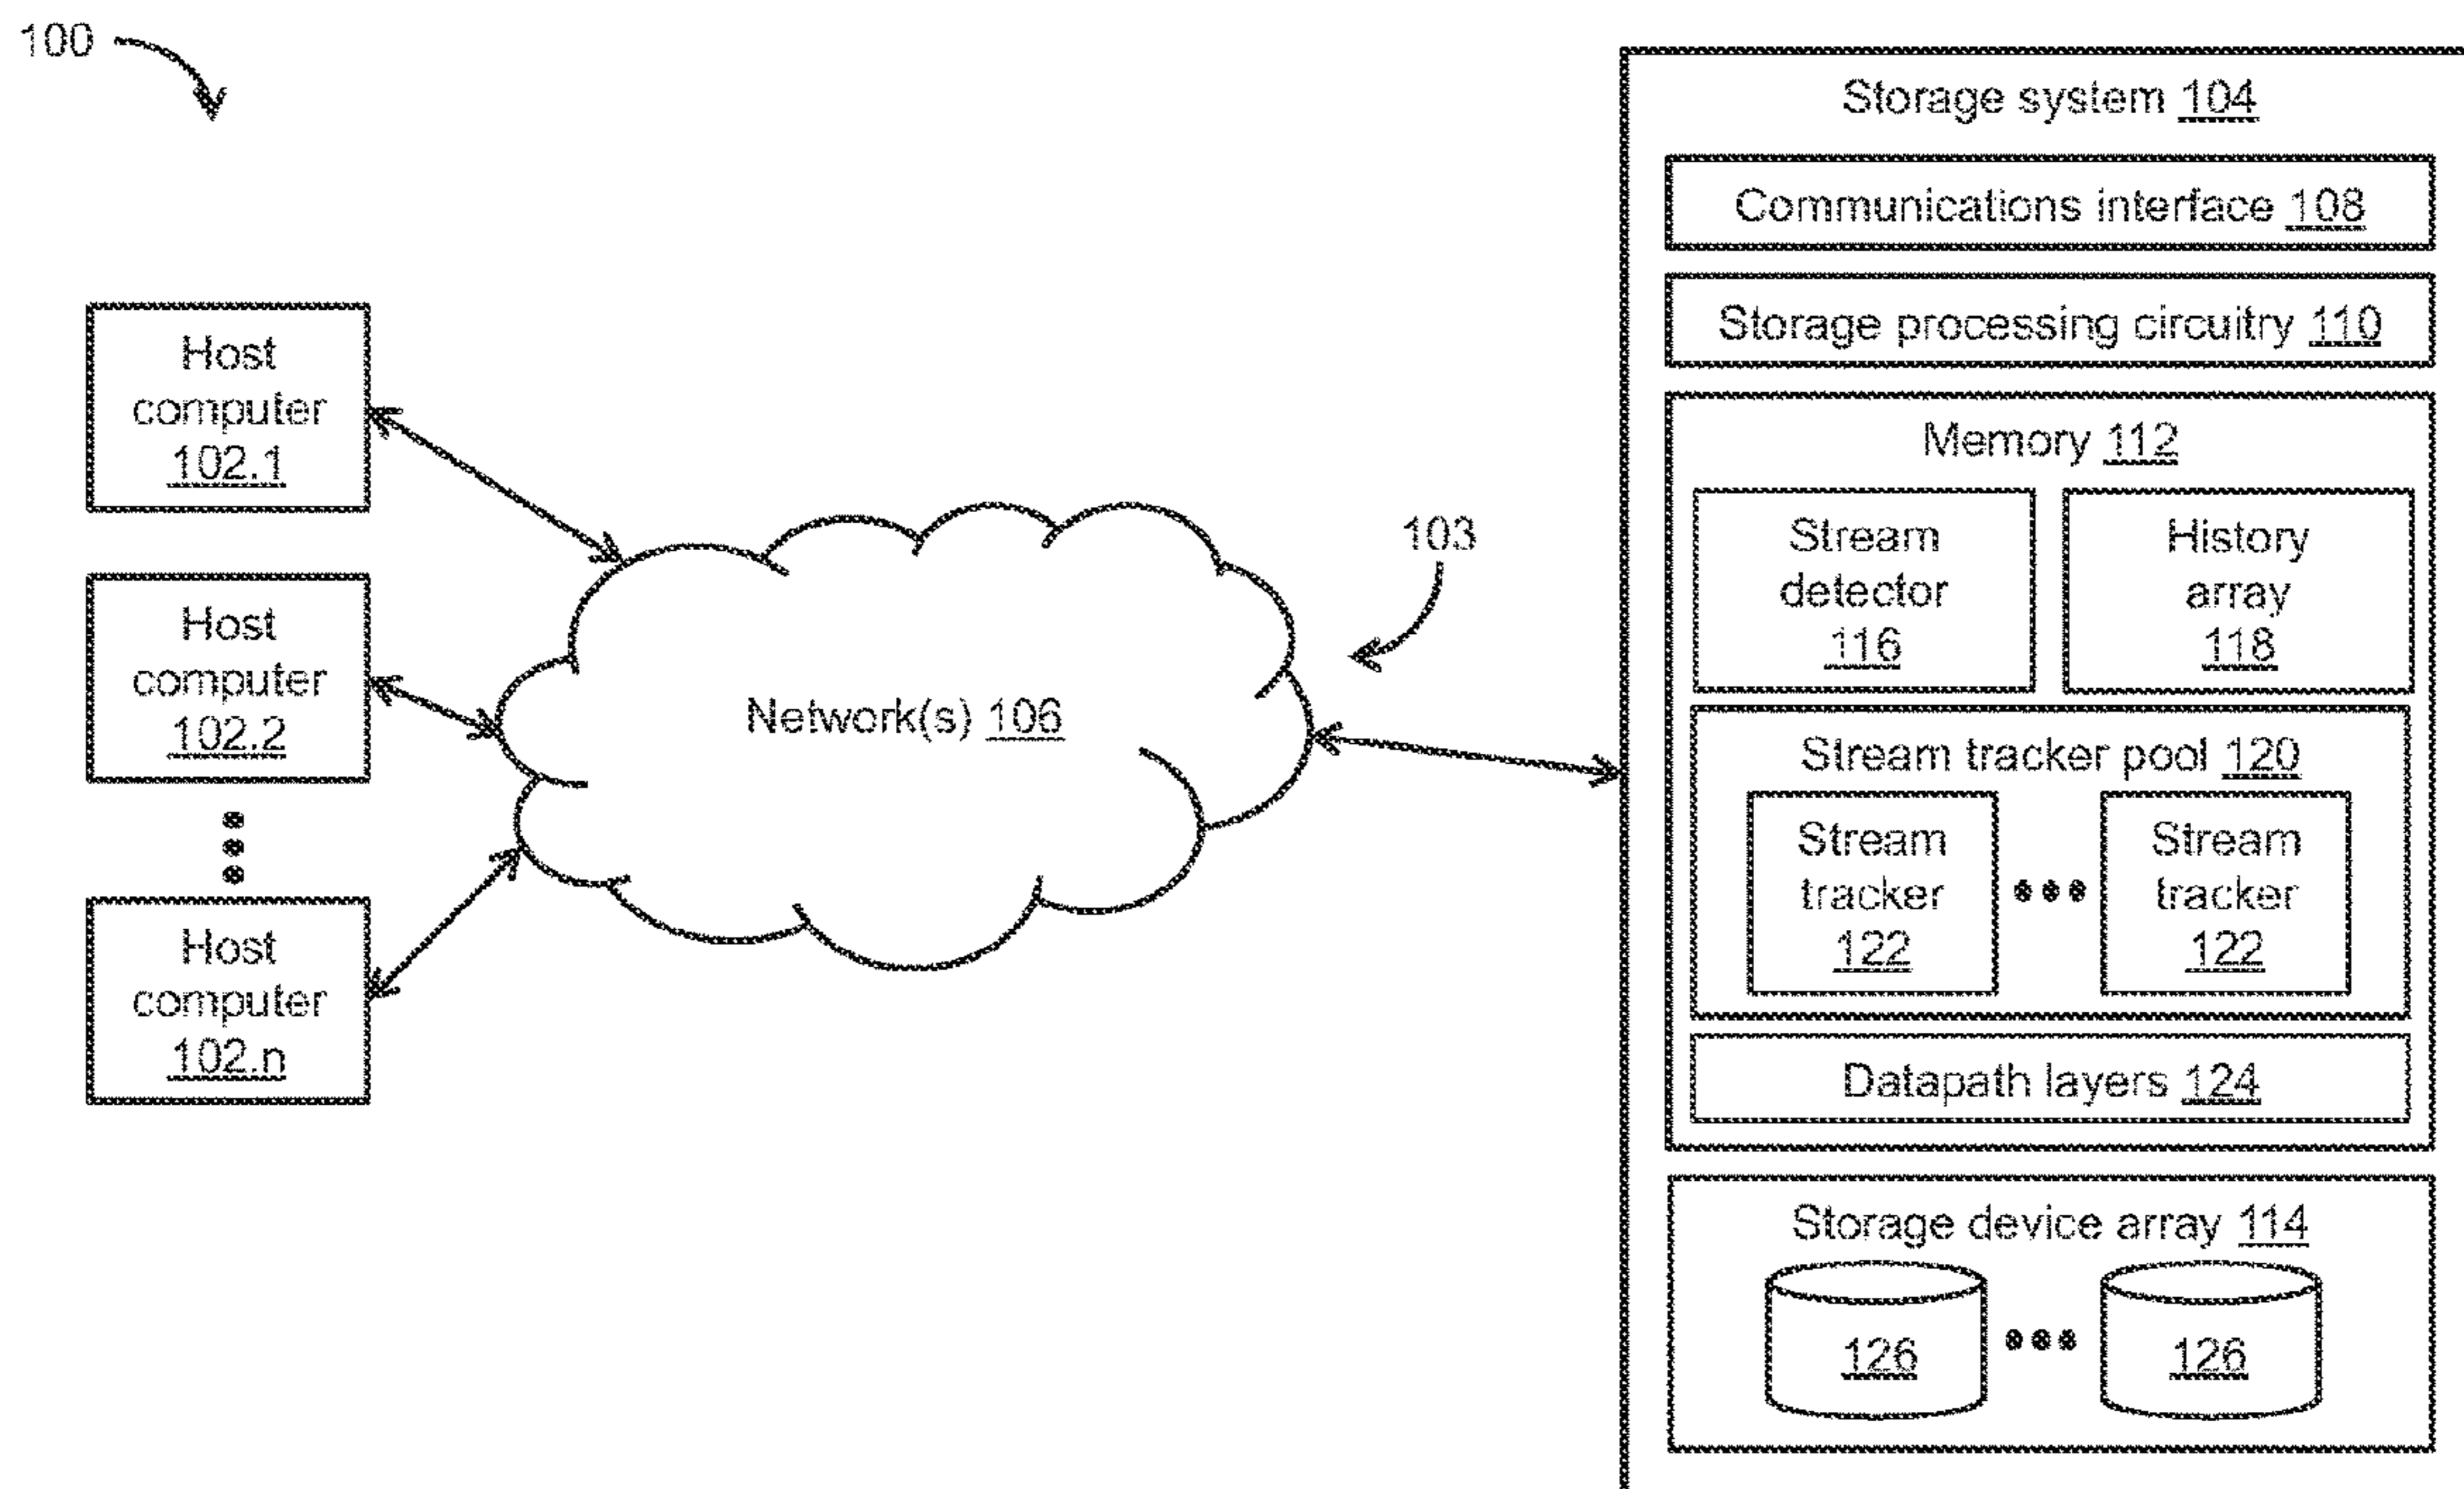 100
Storage system 104
Communications interface 108
Storage processing circuitry 110
Host
computer
102.1
Memory 112
Stream
detector
116
History
array
118
103
Host
computer
102.2
Network(s) 106
Stream tracker pool 120
Stream
tracker
122
Stream
tracker
122
Host
computer
102.n
Datapath layers 124
Storage device array 114
126
126